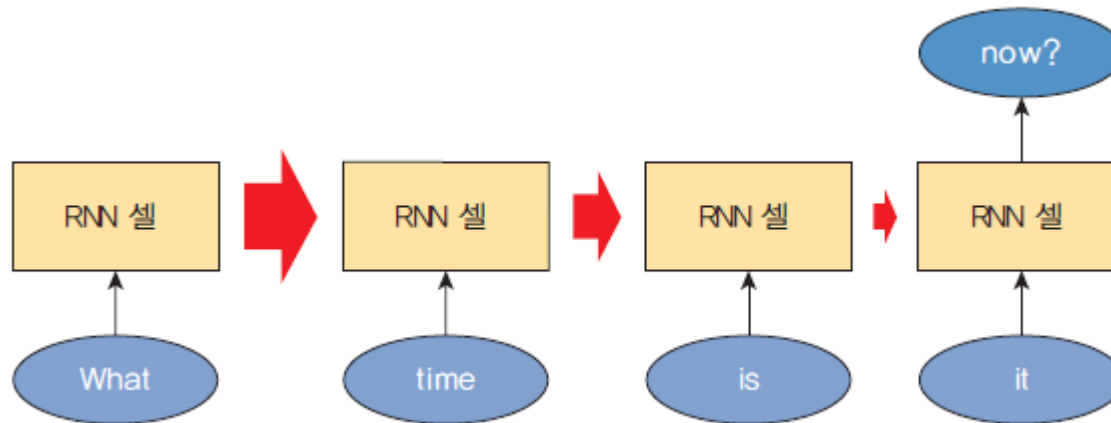 now?
RNN 셀
RNN 셀
RNN 셀
RNN 셀
What
time
is
it